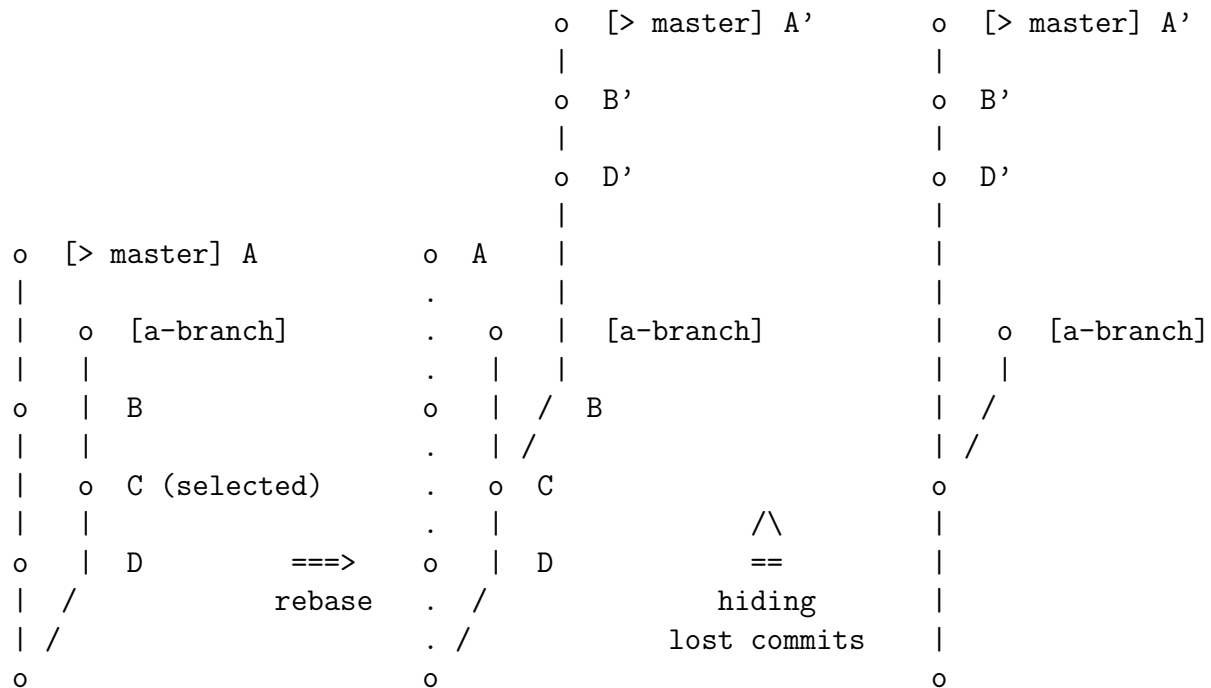 [> master] A’ [> master] A’
B’ B’
D’ D’
[> master] A A
[a-branch] [a-branch] [a-branch]
B B
C (selected) C
D ===> D ==
rebase hiding
lost commits